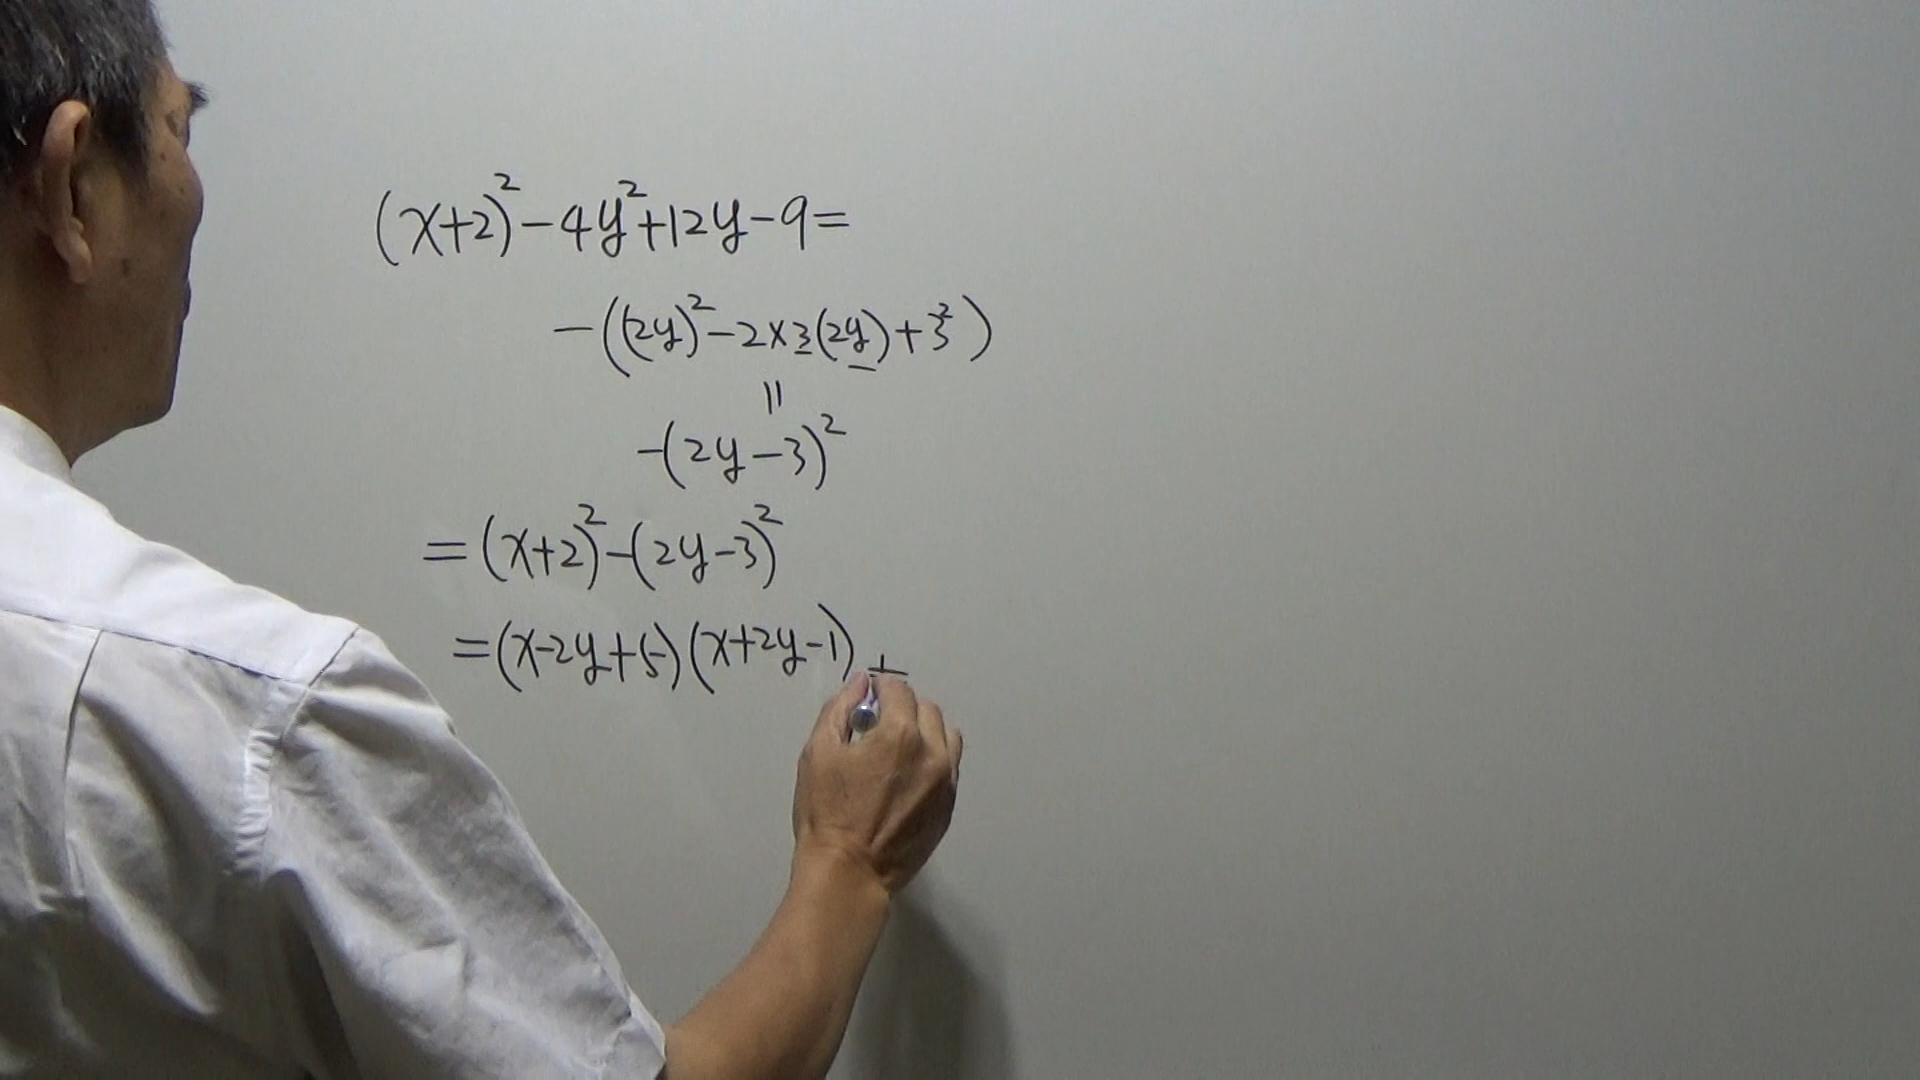 (x+2)²-4y²+12y-9=
-((2y)²-2×3(2y)+3²)
||
-(2y-3)²
=(x+2)²-(2y-3)²
=(x-2y+5)(x+2y-1)